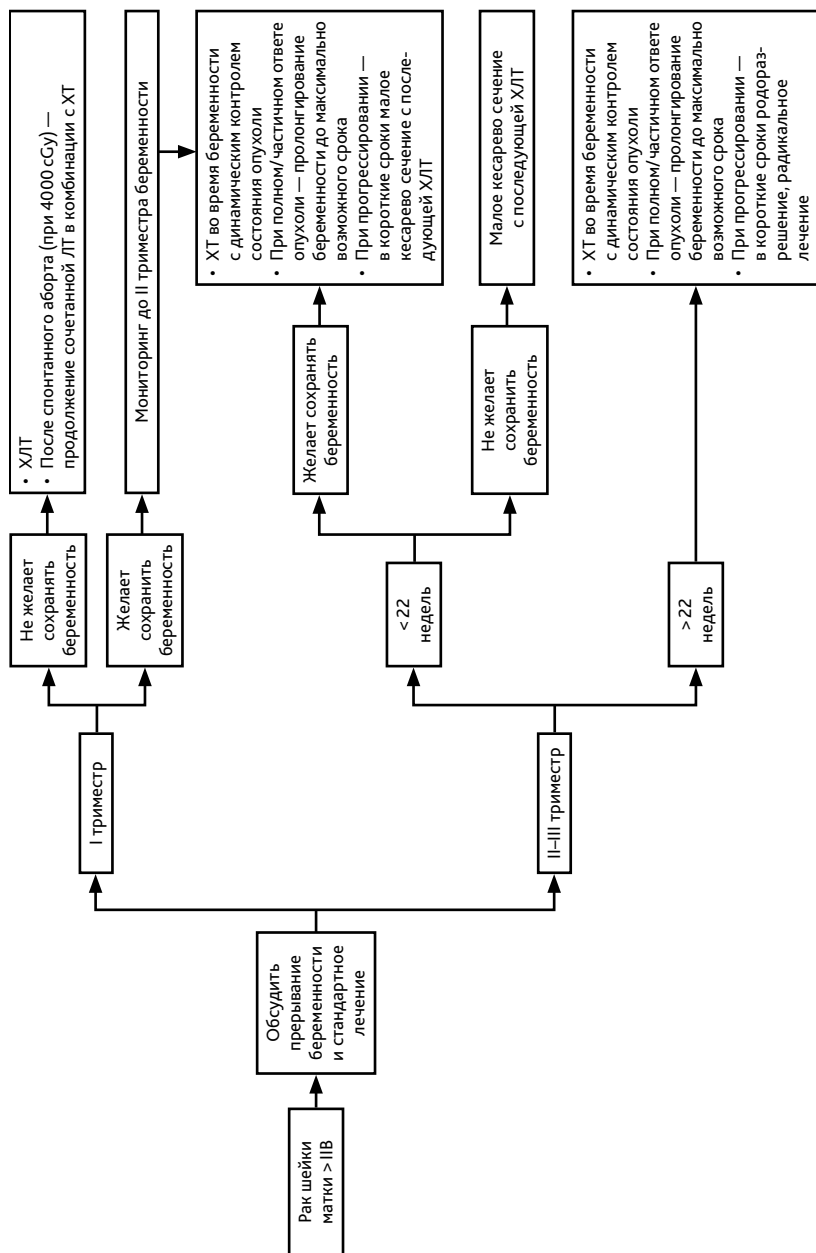 Рак шейки
матки > IIB
Обсудить
прерывание
беременности
и стандартное
лечение
I триместр
Не желает
сохранять
беременность
• ХЛТ
• После спонтанного аборта (при 4000 cGy) —
продолжение сочетанной ЛТ в комбинации с ХТ
Желает
сохранить
беременность
Мониторинг до II триместра беременности
II–III триместр
< 22
недель
Желает сохранять
беременность
• ХТ во время беременности
с динамическим контролем
состояния опухоли
• При полном/частичном ответе
опухоли — пролонгирование
беременности до максимально
возможного срока
• При прогрессировании —
в короткие сроки малое
кесарево сечение с после-
дующей ХЛТ
Не желает
сохранить
беременность
Малое кесарево сечение
с последующей ХЛТ
> 22
недель
• ХТ во время беременности
с динамическим контролем
состояния опухоли
• При полном/частичном ответе
опухоли — пролонгирование
беременности до максимально
возможного срока
• При прогрессировании —
в короткие сроки родораз-
решение, радикальное
лечение